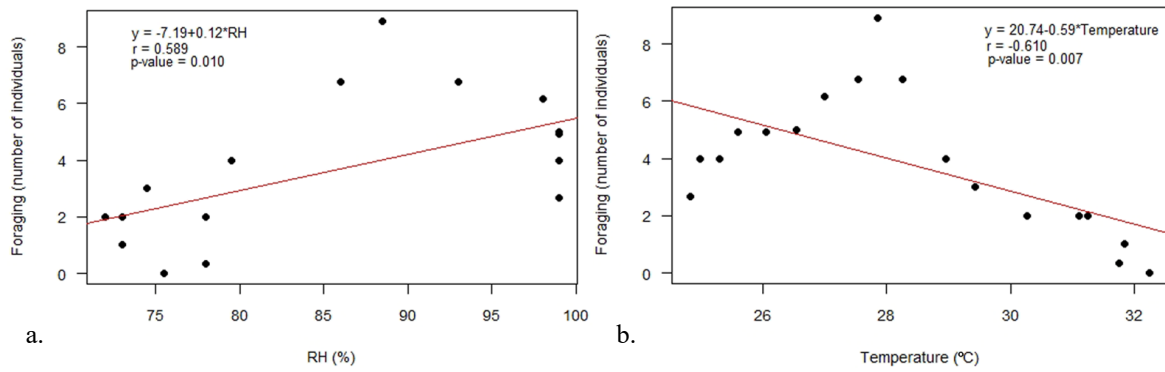 y = -7.19+0.12*RH
r = 0.589
p-value = 0.010
Foraging (number of individuals)
8
6
4
2
0
75 80 85 90 95 100
RH (%)
a.
y = 20.74-0.59*Temperature
r = -0.610
p-value = 0.007
Foraging (number of individuals)
8
6
4
2
0
26 28 30 32
Temperature (ºC)
b.